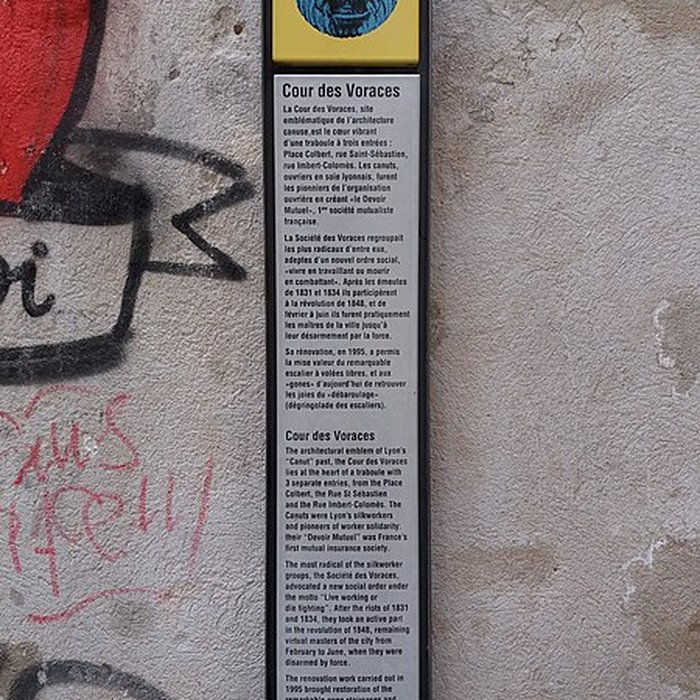 Cour des Voraces
La Cour des Voraces, site
emblématique de l'architecture
canuse,est le cœur vibrant
d'une traboule à trois entrées :
Place Colbert, rue Saint-Sébastien,
rue Imbert-Colomès. Les canuts,
ouvriers en soie lyonnais, furent
les pionniers de l'organisation
ouvrière en créant «le Devoir
Mutuel», 1ère société mutualiste
française.
La Société des Voraces regroupait
les plus radicaux d'entre eux,
adeptes d'un nouvel ordre social,
«vivre en travaillant ou mourir
en combattant». Après les émeutes
de 1831 et 1834 ils participèrent
à la révolution de 1848, et de
février à juin ils furent pratiquement
les maîtres de la ville jusqu'à
leur désarmement par la force.
Sa rénovation, en 1995, a permis
la mise valeur du remarquable
escalier à volées libres, et aux
«gones» d'aujourd'hui de retrouver
les joies du «débaroulage»
(dégringolade des escaliers).
Cour des Voraces
The architectural emblem of Lyon's
"Canut" past, the Cour des Voraces
lies at the heart of a traboule with
3 separate entries, from the Place
Colbert, the Rue St Sébastien
and the Rue Imbert-Colomès. The
Canuts were Lyon's silkworkers
and pioneers of worker solidarity:
their "Devoir Mutuel" was France's
first mutual insurance society.
The most radical of the silkworker
groups, the Société des Voraces,
advocated a new social order under
the motto "Live working or
die fighting". After the riots of 1831
and 1834, they took an active part
in the revolution of 1848, remaining
virtual masters of the city from
February to June, when they were
disarmed by force.
The renovation work carried out in
1995 brought restoration of the
oi